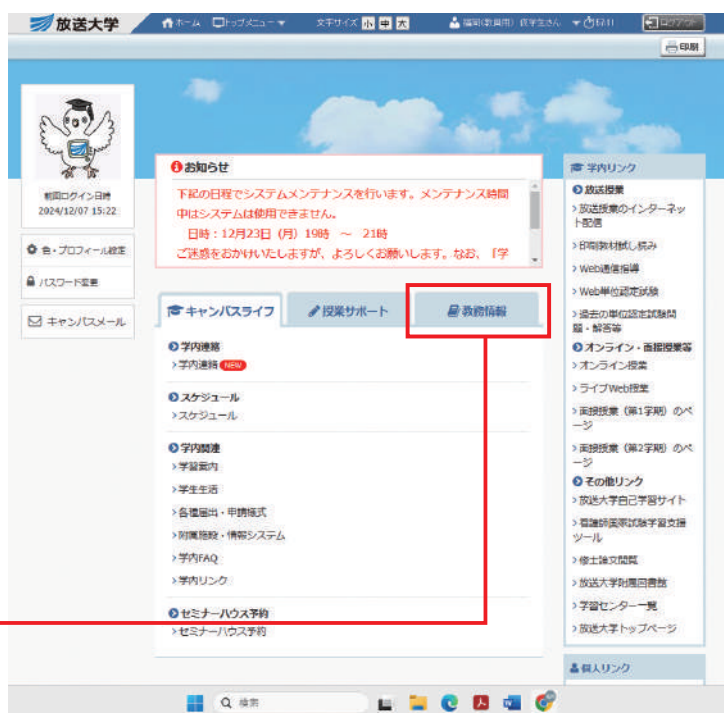 放送大学
ホーム トップメニュー
文字サイズ 小 中 大
ログアウト
印刷
前回ログイン日時
2024/12/07 15:22
色・プロフィール設定
パスワード変更
キャンパスメール
お知らせ
下記の日程でシステムメンテナンスを行います。メンテナンス時間
中はシステムは使用できません。
日時:12月23日(月)19時 ~ 21時
ご迷惑をおかけいたしますが、よろしくお願いします。なお、「学
キャンパスライフ
授業サポート
教務情報
学内連絡
>学内連絡 NEW
スケジュール
>スケジュール
学内関連
>学習案内
>学生生活
>各種届出・申請様式
>附属施設・情報システム
>学内FAQ
>学内リンク
セミナーハウス予約
>セミナーハウス予約
学内リンク
放送授業
>放送授業のインターネッ
ト配信
>印刷教材試し読み
>Web通信指導
>Web単位認定試験
>過去の単位認定試験問
題・解答等
オンライン・面接授業等
>オンライン授業
>ライブWeb授業
>面接授業(第1学期)のペ
ージ
>面接授業(第2学期)のペ
ージ
その他リンク
>放送大学自己学習サイト
>看護師国家試験学習支援
ツール
>修士論文閲覧
>放送大学附属図書館
>学習センター一覧
>放送大学トップページ
個人リンク
検索